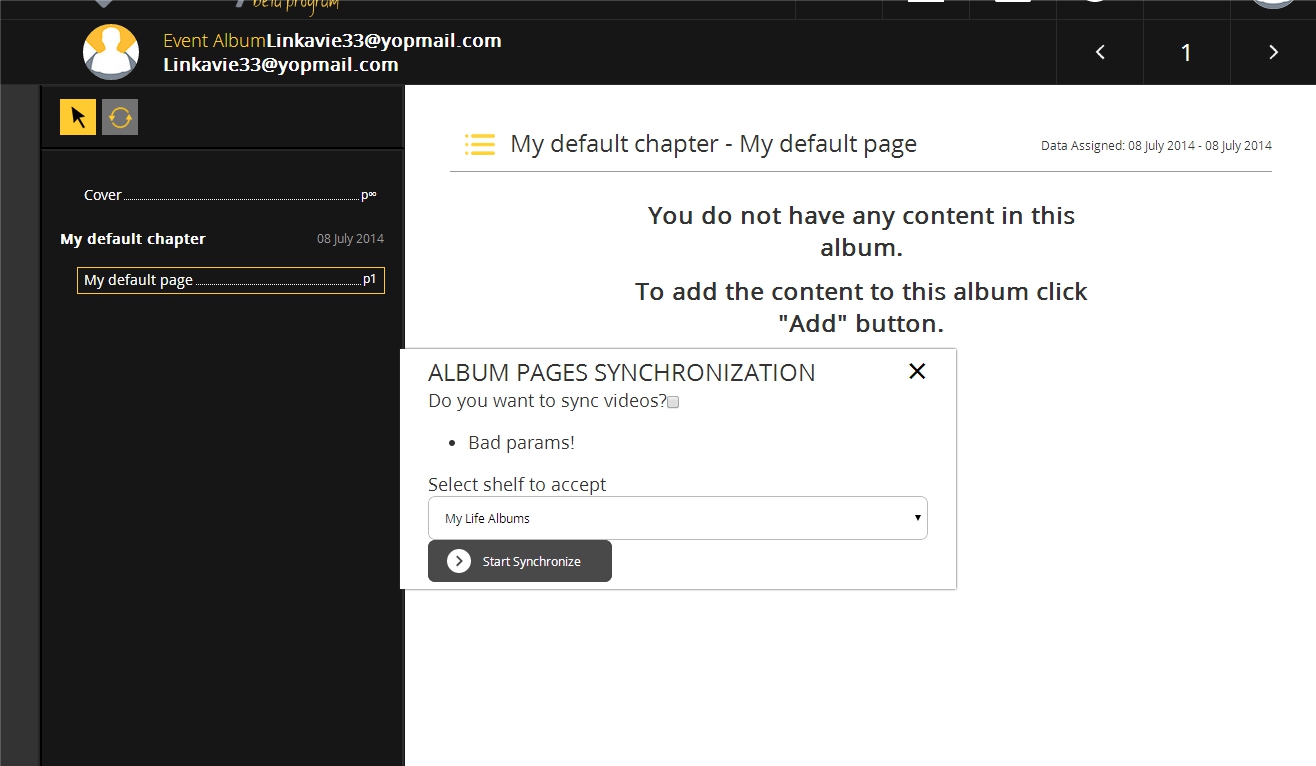 beta program
Event AlbumLinkavie33@yopmail.com
Linkavie33@yopmail.com
1
My default chapter - My default page
Data Assigned: 08 July 2014 - 08 July 2014
Cover p∞
My default chapter 08 July 2014
My default page p1
You do not have any content in this
album.
To add the content to this album click
"Add" button.
ALBUM PAGES SYNCHRONIZATION
Do you want to sync videos?
• Bad params!
Select shelf to accept
My Life Albums
Start Synchronize